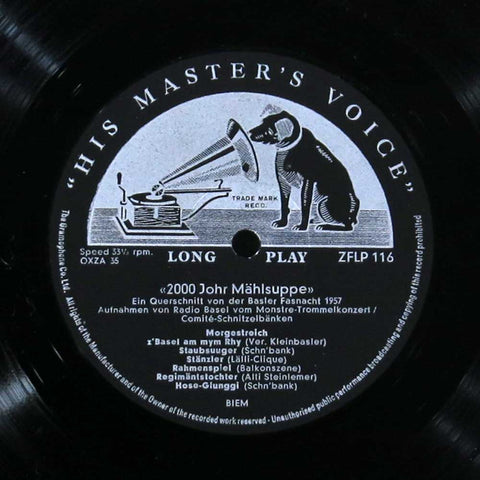 "HIS MASTER'S VOICE"
TRADE MARK
REGD.
Speed 33⅓ rpm.
OXZA 35
LONG PLAY
ZFLP 116
«2000 Johr Mählsuppe»
Ein Querschnitt von der Basler Fasnacht 1957
Aufnahmen von Radio Basel vom Monstre-Trommelkonzert/
Comité-Schnitzelbänken
Morgestreich
z'Basel am mym Rhy (Ver. Kleinbasler)
Staubsuuger (Schn'bank)
Stänzler (Lälli-Clique)
Rahmenspiel (Balkonszene)
Regimäntstochter (Alti Steinlemer)
Hose-Glunggi (Schn'bank)
BIEM
The Gramophone Co. Ltd. All rights of the Manufacturer and of the Owner of the recorded work reserved - Unauthorised public performance broadcasting and copying of this record prohibited